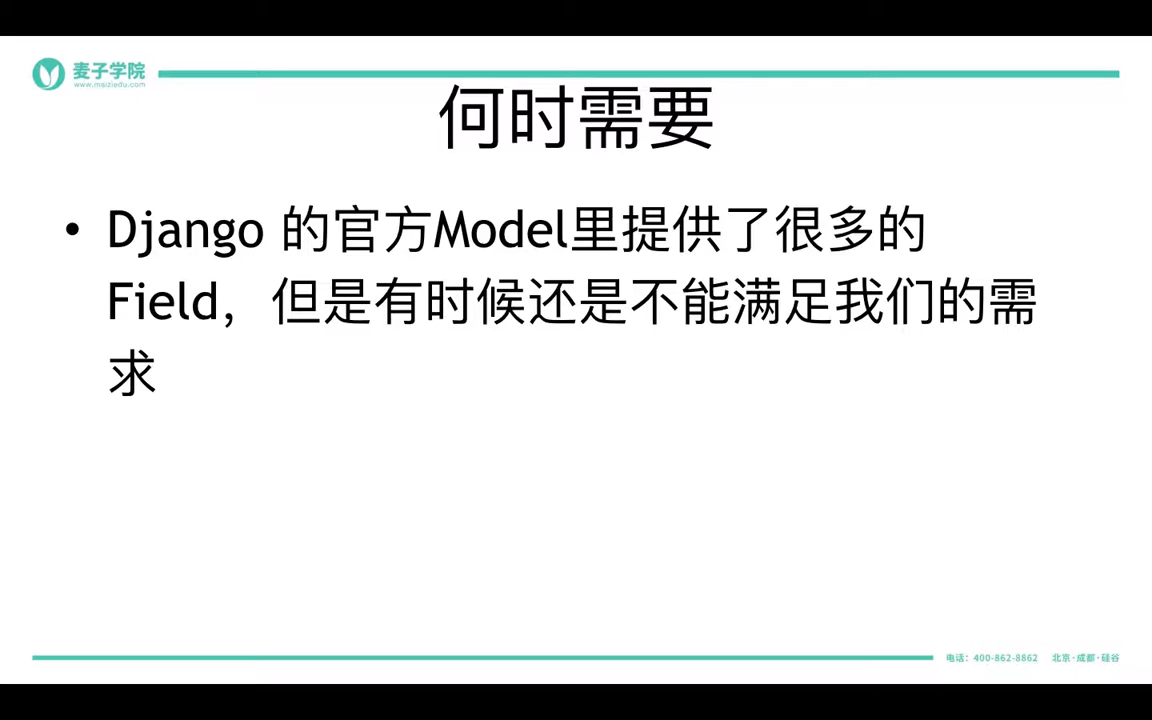 麦子学院
www.maiziedu.com
何时需要
• Django 的官方Model里提供了很多的
Field，但是有时候还是不能满足我们的需
求
电话：400-862-8862 北京·成都·硅谷